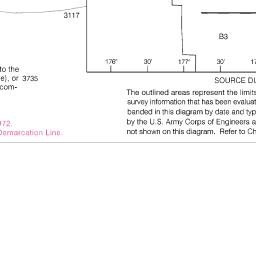 3117
B3
176° 30' 177° 30' 1
SOURCE DI
to the
e), or 3735
com-
The outlined areas represent the limits
survey information that has been evaluat
banded in this diagram by date and typ
by the U.S. Army Corps of Engineers a
not shown on this diagram. Refer to Ch
972.
Demarcation Line.